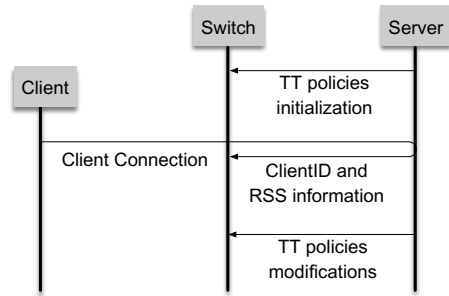 Switch
Server
Client
TT policies
initialization
Client Connection
ClientID and
RSS information
TT policies
modifications